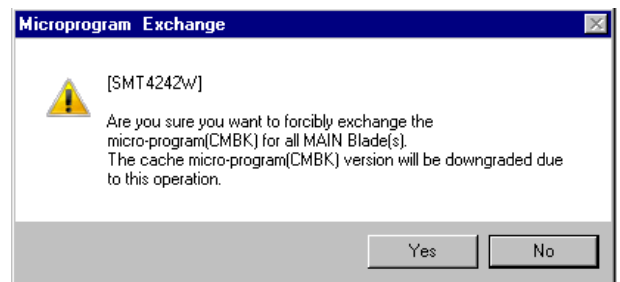 Microprogram Exchange
[SMT4242W]
Are you sure you want to forcibly exchange the
micro-program(CMBK) for all MAIN Blade(s).
The cache micro-program(CMBK) version will be downgraded due
to this operation.
Yes No